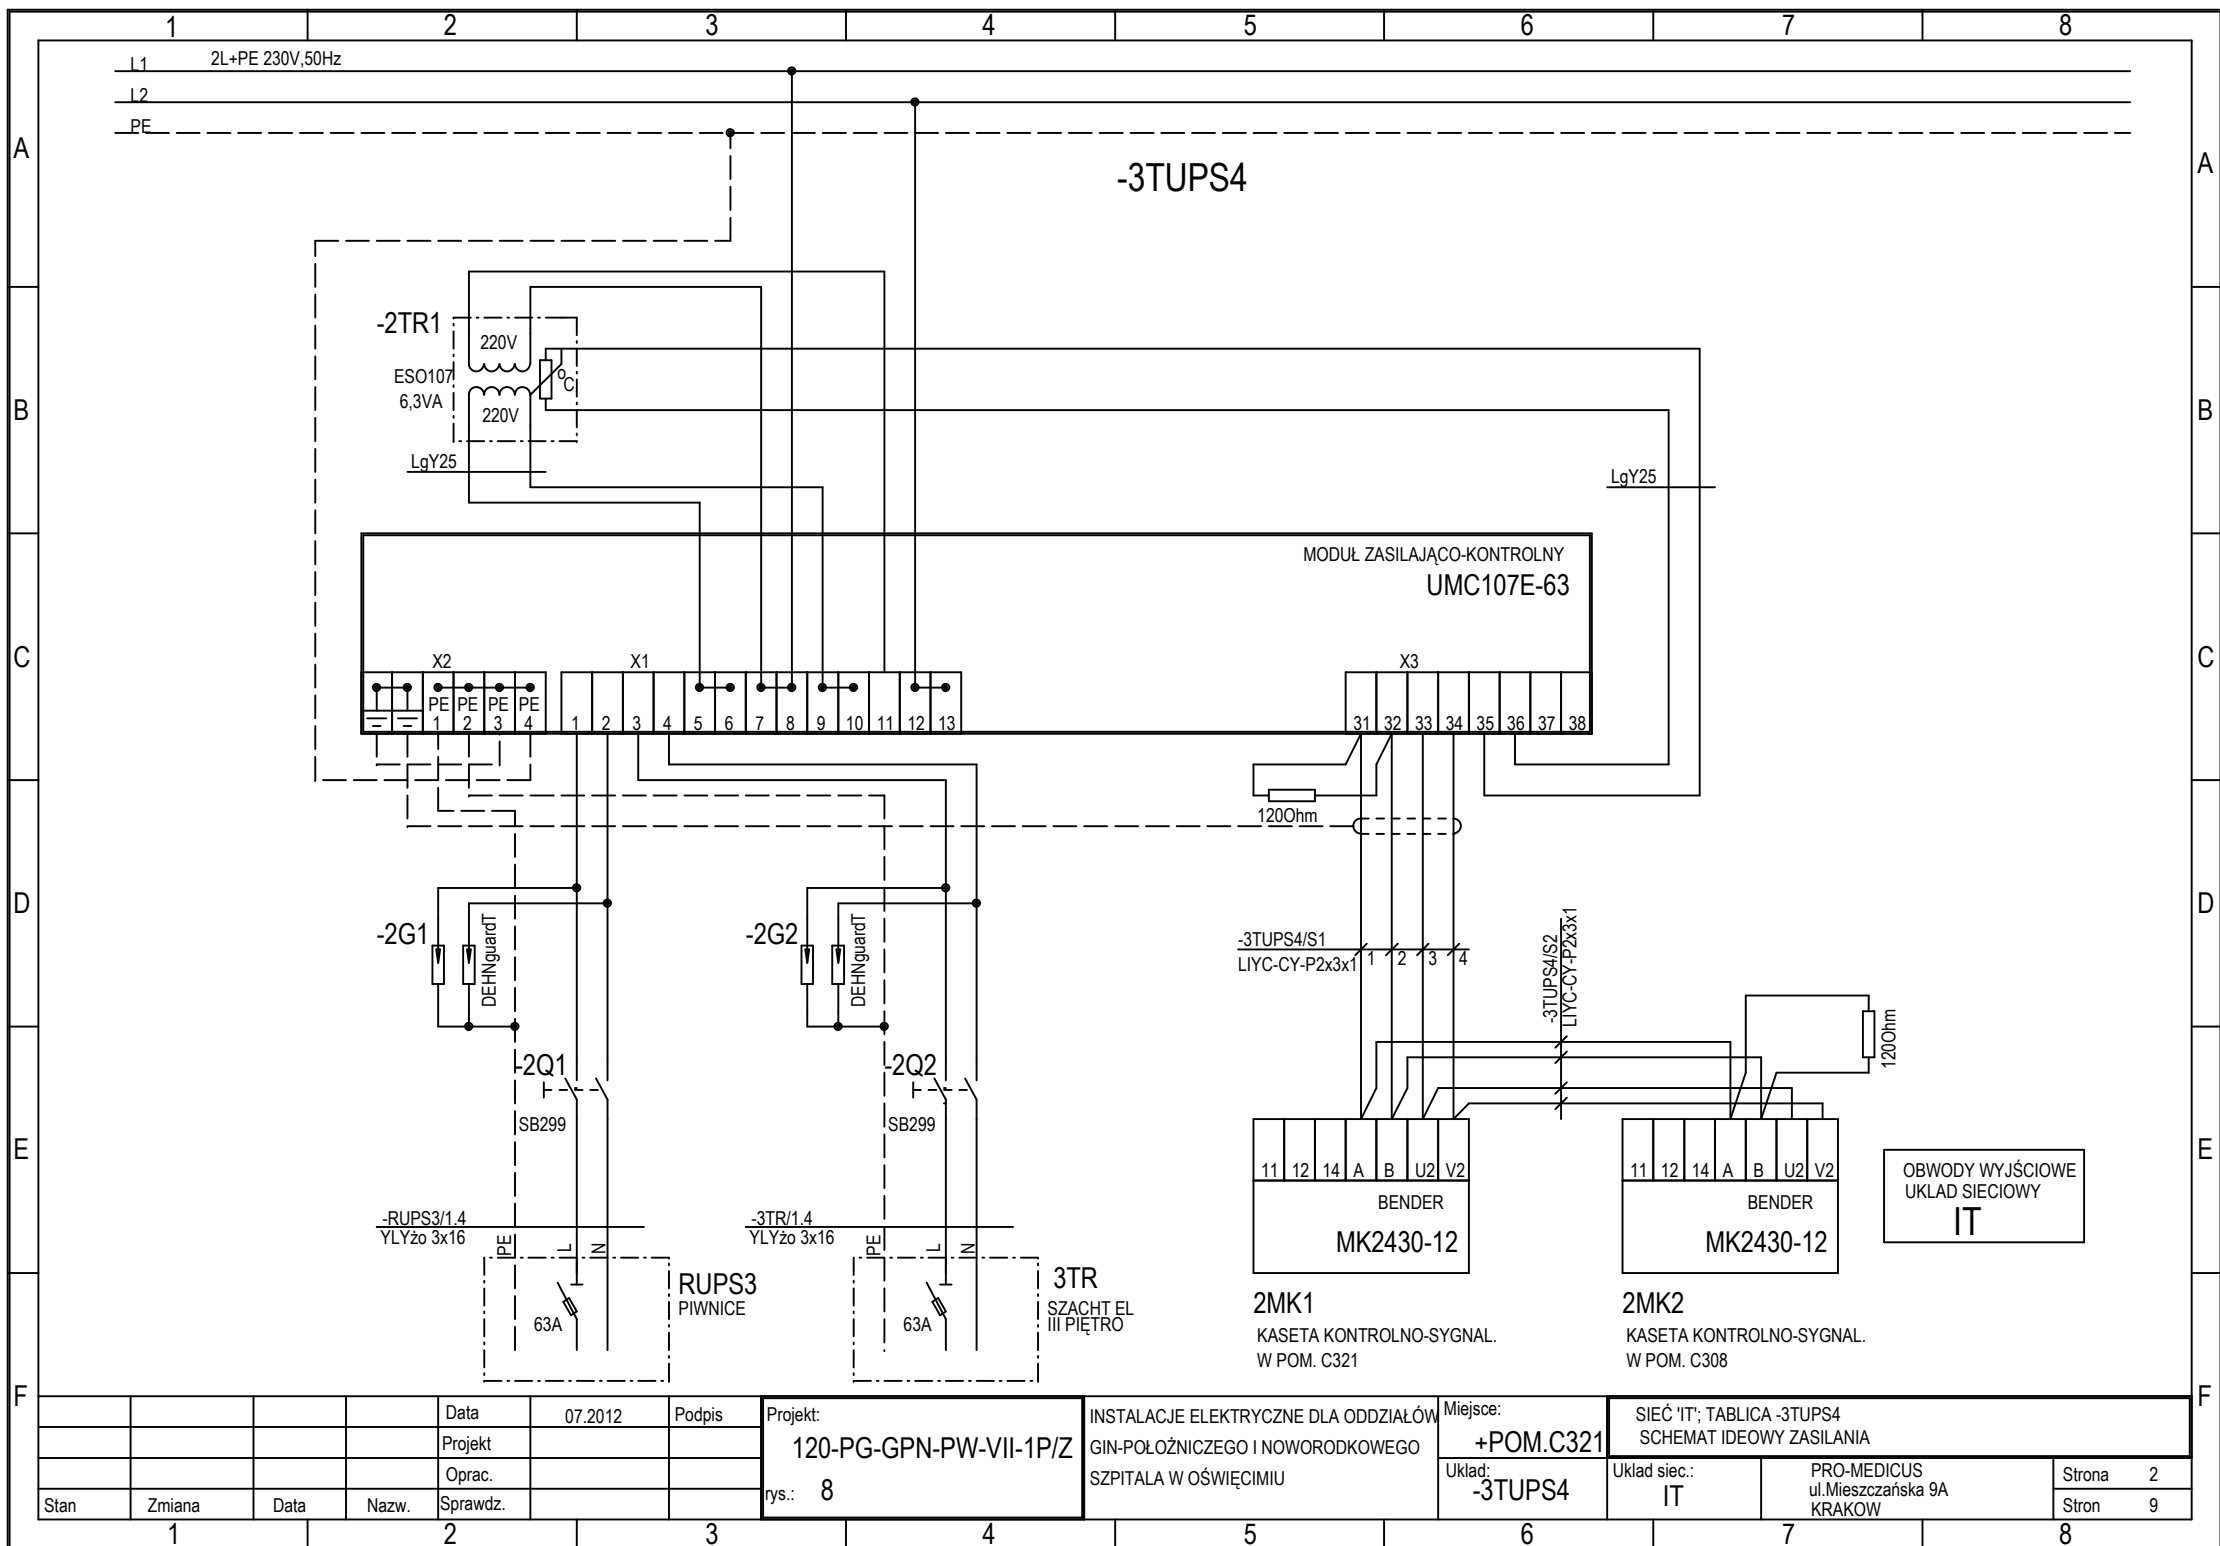 1 2 3 4 5 6 7 8
L1 2L+PE 230V,50Hz
L2
PE
A A
-3TUPS4
-2TR1
220V
ESO107
6,3VA
°C
220V
B B
LgY25 LgY25
MODUŁ ZASILAJĄCO-KONTROLNY
UMC107E-63
C C
X2 X1 X3
PE PE PE PE
1 2 3 4 1 2 3 4 5 6 7 8 9 10 11 12 13 31 32 33 34 35 36 37 38
120Ohm
D D
-2G1 DEHNguardT -2G2 DEHNguardT
-3TUPS4/S1
LIYC-CY-P2x3x1 1 2 3 4
-3TUPS4/S2
LIYC-CY-P2x3x1
120Ohm
-2Q1 -2Q2
SB299 SB299
E E
11 12 14 A B U2 V2 11 12 14 A B U2 V2
BENDER BENDER
MK2430-12 MK2430-12
OBWODY WYJŚCIOWE
UKLAD SIECIOWY
IT
-RUPS3/1.4 -3TR/1.4
YLYżo 3x16 YLYżo 3x16
PE L N PE L N
RUPS3
PIWNICE
63A
3TR
SZACHT EL
III PIĘTRO
63A
2MK1
KASETA KONTROLNO-SYGNAL.
W POM. C321
2MK2
KASETA KONTROLNO-SYGNAL.
W POM. C308
F F
Data 07.2012 Podpis
Projekt
Oprac.
Stan Zmiana Data Nazw. Sprawdz.
Projekt:
120-PG-GPN-PW-VII-1P/Z
rys.: 8
INSTALACJE ELEKTRYCZNE DLA ODDZIAŁÓW
GIN-POŁOŻNICZEGO I NOWORODKOWEGO
SZPITALA W OŚWIĘCIMIU
Miejsce:
+POM.C321
Uklad:
-3TUPS4
SIEĆ 'IT'; TABLICA -3TUPS4
SCHEMAT IDEOWY ZASILANIA
Uklad siec.:
IT
PRO-MEDICUS
ul.Mieszczańska 9A
KRAKOW
Strona 2
Stron 9
1 2 3 4 5 6 7 8